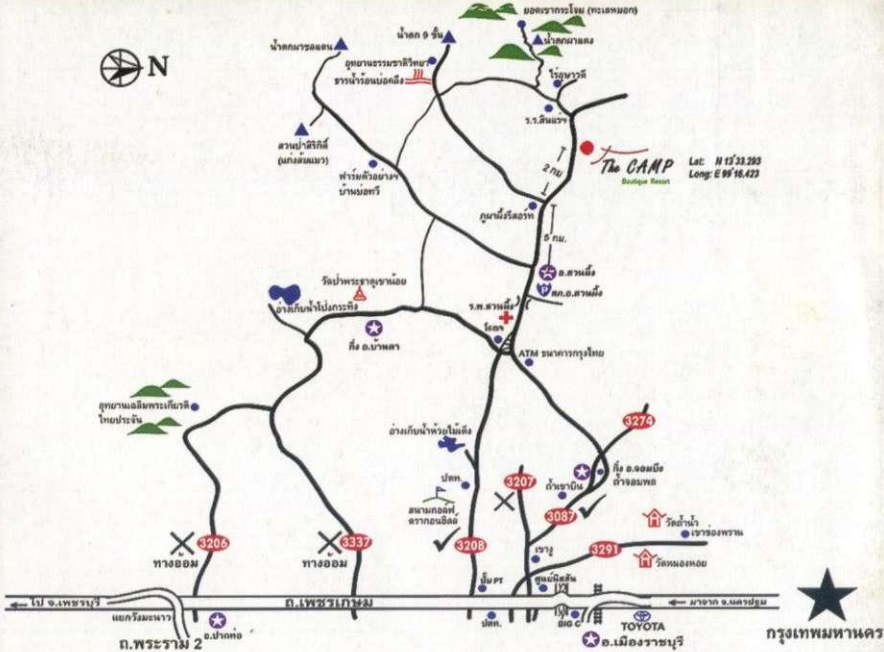 ยอดเขากระโจม (ทะเลหมอก)
น้ำตก 9 ชั้น
น้ำตกผาแดง
น้ำตกผาชลแดน
อุทยานธรรมชาติวิทยา
ธารน้ำร้อนบ่อคลึง
N
ไร่กุหลาบ
ร.ร.สินแร่ฯ
สวนป่าสิริกิติ์
(แก่งส้มแมว)
ฟาร์มตัวอย่างฯ
บ้านบ่อหวี
2 กม
The CAMP
Boutique Resort
Lat: N 13 33.293
Long: E 99 16.423
ภูผาผึ้งรีสอร์ท
5 กม.
อ.สวนผึ้ง
สภ.อ.สวนผึ้ง
วัดป่าพระธาตุเขาน้อย
อ่างเก็บน้ำโป่งกระทิง
ร.พ.สวนผึ้ง
กิ่ง อ.บ้านคา
โลตัส
ATM ธนาคารกรุงไทย
อุทยานเฉลิมพระเกียรติ
ไทยประจัน
3274
อ่างเก็บน้ำห้วยไม้เต็ง
ปตท.
สนามกอล์ฟ
ดราก้อนฮิลล์
3207
ถ้ำเขาบิน
กิ่ง อ.จอมบึง
ถ้ำจอมพล
3087
3206
ทางอ้อม
3337
ทางอ้อม
3208
วัดถ้ำน้ำ
เขาช่องพราน
3291
เขางู
วัดหนองหอย
ปั๊ม PT
ศูนย์นิสสัน
ไป จ.เพชรบุรี
ถ.เพชรเกษม
มาจาก จ.นครปฐม
แยกวังมะนาว
อ.ปากท่อ
ปตท.
BIG C
TOYOTA
ถ.พระราม 2
อ.เมืองราชบุรี
กรุงเทพมหานคร